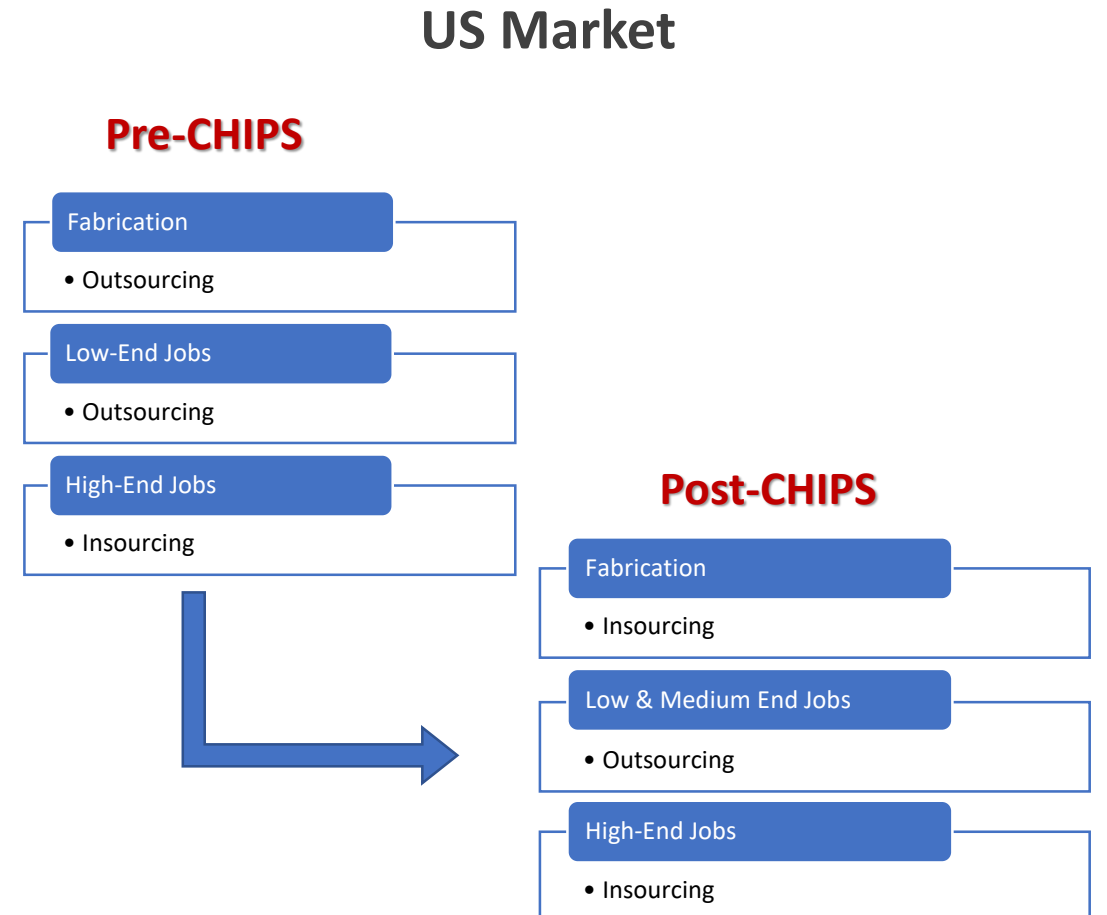 US Market
Pre-CHIPS
Fabrication
• Outsourcing
Low-End Jobs
• Outsourcing
High-End Jobs
• Insourcing
Post-CHIPS
Fabrication
• Insourcing
Low & Medium End Jobs
• Outsourcing
High-End Jobs
• Insourcing